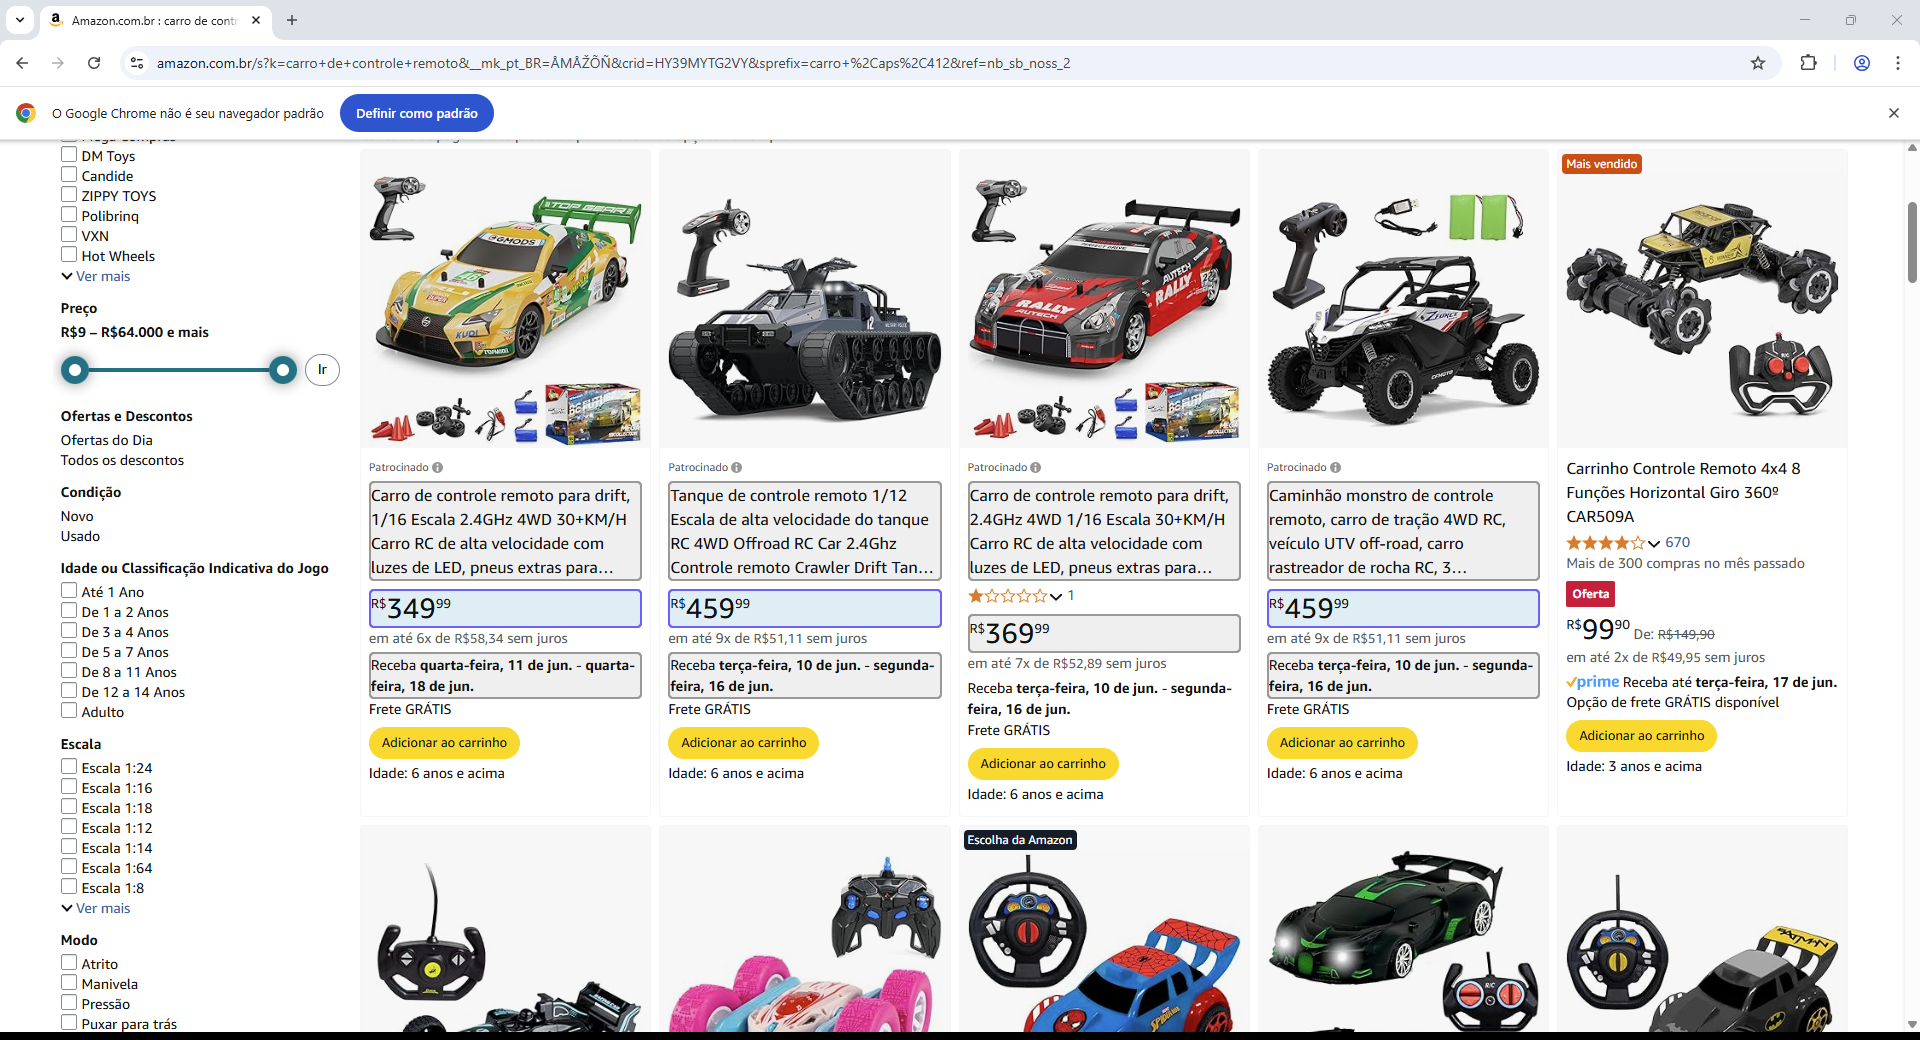 Amazon.com.br : carro de contr
amazon.com.br/s?k=carro+de+controle+remoto&__mk_pt_BR=ÅMÅŽÕÑ&crid=HY39MYTG2VY&sprefix=carro+%2Caps%2C412&ref=nb_sb_noss_2
O Google Chrome não é seu navegador padrão
Definir como padrão
DM Toys
Candide
ZIPPY TOYS
Polibrinq
VXN
Hot Wheels
Ver mais
Preço
R$9 – R$64.000 e mais
Ir
Ofertas e Descontos
Ofertas do Dia
Todos os descontos
Condição
Novo
Usado
Idade ou Classificação Indicativa do Jogo
Até 1 Ano
De 1 a 2 Anos
De 3 a 4 Anos
De 5 a 7 Anos
De 8 a 11 Anos
De 12 a 14 Anos
Adulto
Escala
Escala 1:24
Escala 1:16
Escala 1:18
Escala 1:12
Escala 1:14
Escala 1:64
Escala 1:8
Ver mais
Modo
Atrito
Manivela
Pressão
Puxar para trás
TOP GEAR
GMODS
Patrocinado
Carro de controle remoto para drift,
1/16 Escala 2.4GHz 4WD 30+KM/H
Carro RC de alta velocidade com
luzes de LED, pneus extras para...
R$34999
em até 6x de R$58,34 sem juros
Receba quarta-feira, 11 de jun. - quarta-
feira, 18 de jun.
Frete GRÁTIS
Adicionar ao carrinho
Idade: 6 anos e acima
12
Patrocinado
Tanque de controle remoto 1/12
Escala de alta velocidade do tanque
RC 4WD Offroad RC Car 2.4Ghz
Controle remoto Crawler Drift Tan...
R$45999
em até 9x de R$51,11 sem juros
Receba terça-feira, 10 de jun. - segunda-
feira, 16 de jun.
Frete GRÁTIS
Adicionar ao carrinho
Idade: 6 anos e acima
RALLY
AUTECH
AUTECH
RALLY
Patrocinado
Carro de controle remoto para drift,
2.4GHz 4WD 1/16 Escala 30+KM/H
Carro RC de alta velocidade com
luzes de LED, pneus extras para...
1
R$36999
em até 7x de R$52,89 sem juros
Receba terça-feira, 10 de jun. - segunda-
feira, 16 de jun.
Frete GRÁTIS
Adicionar ao carrinho
Idade: 6 anos e acima
ZFORCE
CFMOTO
Patrocinado
Caminhão monstro de controle
remoto, carro de tração 4WD RC,
veículo UTV off-road, carro
rastreador de rocha RC, 3...
R$45999
em até 9x de R$51,11 sem juros
Receba terça-feira, 10 de jun. - segunda-
feira, 16 de jun.
Frete GRÁTIS
Adicionar ao carrinho
Idade: 6 anos e acima
Mais vendido
R/C
Carrinho Controle Remoto 4x4 8
Funções Horizontal Giro 360º
CAR509A
670
Mais de 300 compras no mês passado
Oferta
R$9990 De: R$149,90
em até 2x de R$49,95 sem juros
prime Receba até terça-feira, 17 de jun.
Opção de frete GRÁTIS disponível
Adicionar ao carrinho
Idade: 3 anos e acima
Escolha da Amazon
R/C
BATMAN